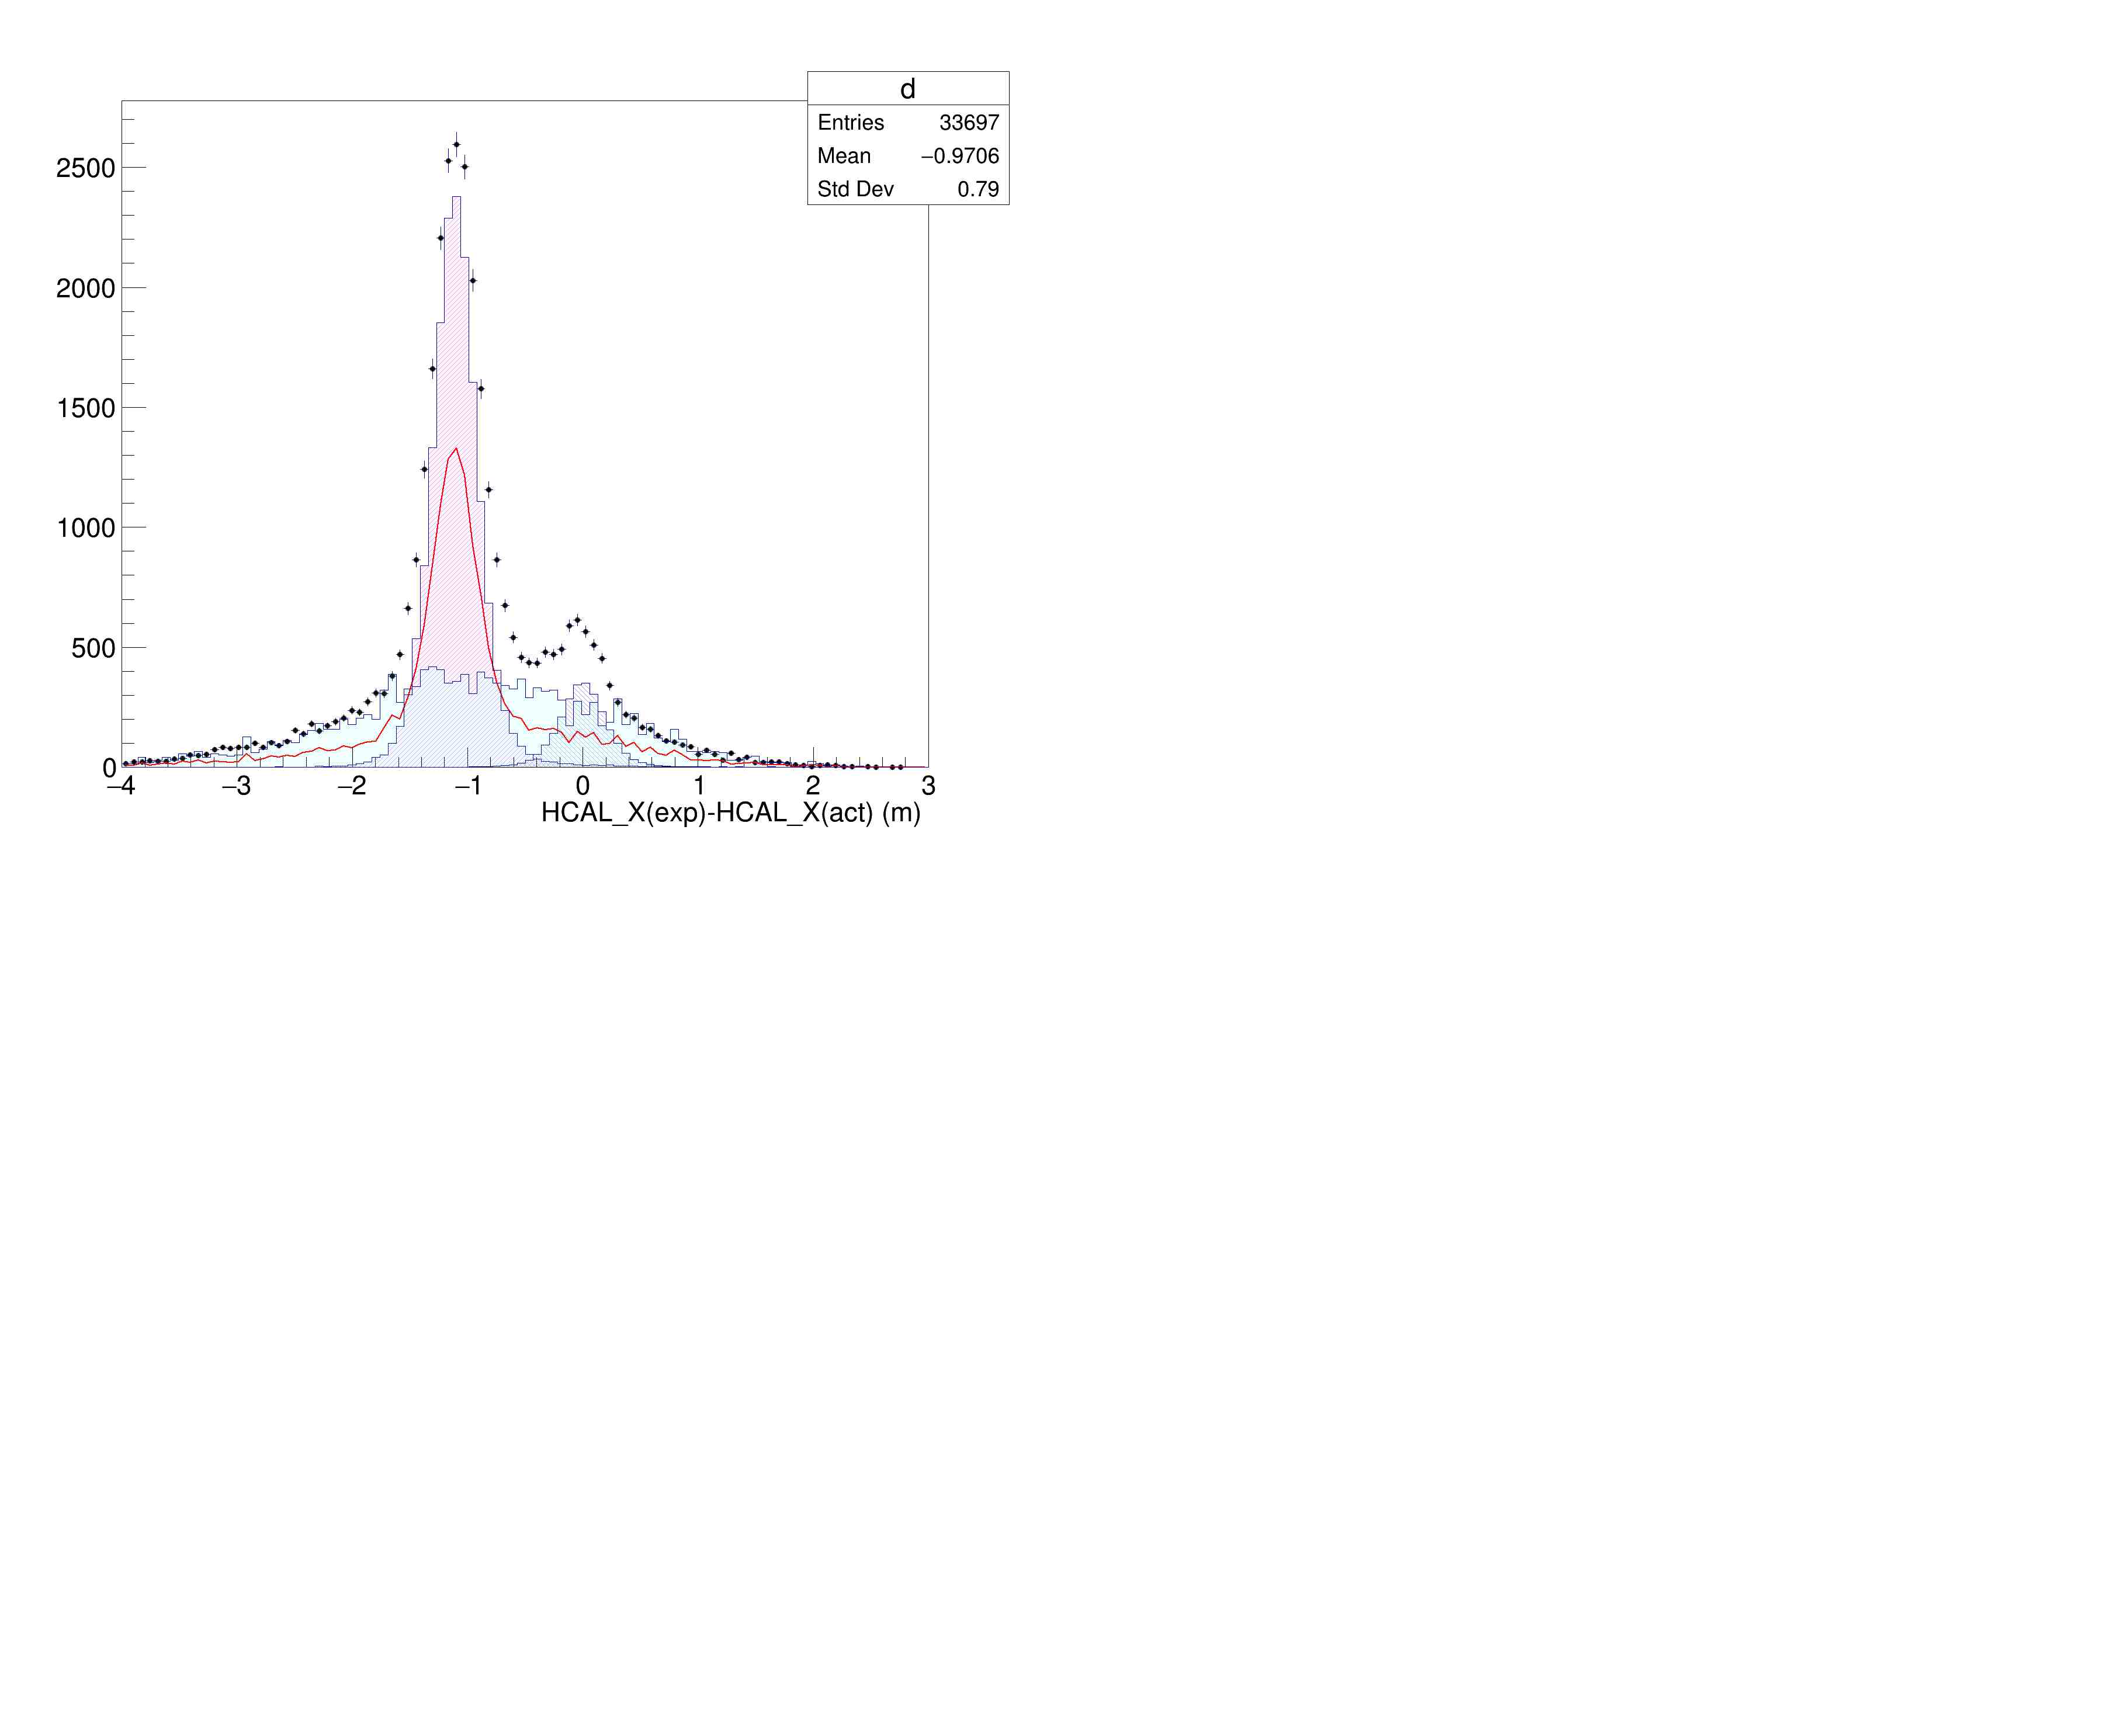 d
Entries 33697
Mean −0.9706
Std Dev 0.79
2500
2000
1500
1000
500
0
−4 −3 −2 −1 0 1 2 3
HCAL_X(exp)-HCAL_X(act) (m)